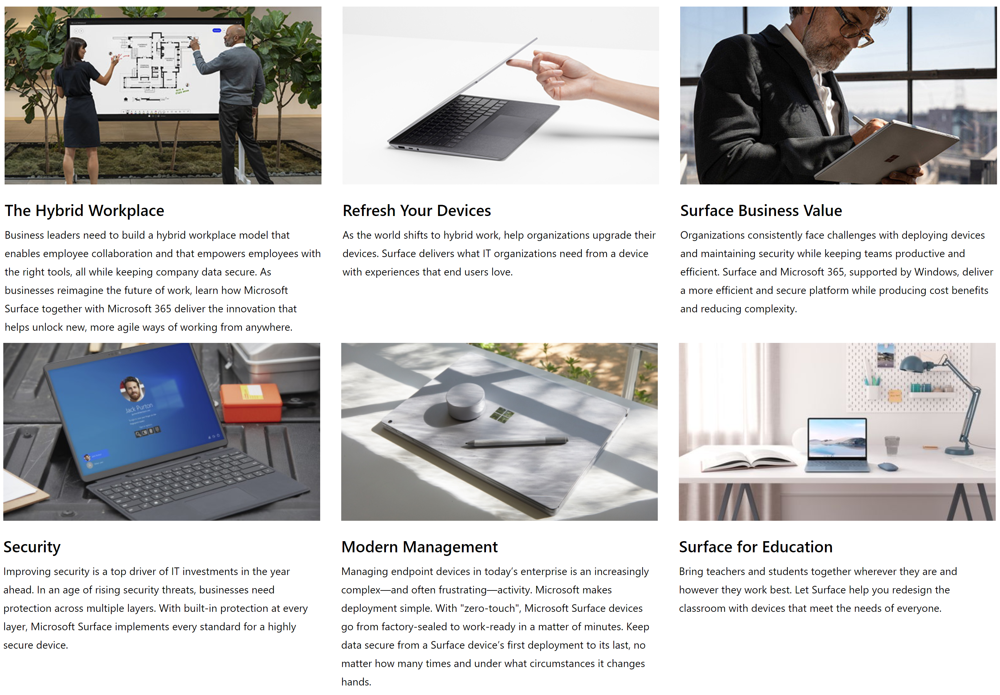 The Hybrid Workplace
Business leaders need to build a hybrid workplace model that
enables employee collaboration and that empowers employees with
the right tools, all while keeping company data secure. As
businesses reimagine the future of work, learn how Microsoft
Surface together with Microsoft 365 deliver the innovation that
helps unlock new, more agile ways of working from anywhere.
Refresh Your Devices
As the world shifts to hybrid work, help organizations upgrade their
devices. Surface delivers what IT organizations need from a device
with experiences that end users love.
Surface Business Value
Organizations consistently face challenges with deploying devices
and maintaining security while keeping teams productive and
efficient. Surface and Microsoft 365, supported by Windows, deliver
a more efficient and secure platform while producing cost benefits
and reducing complexity.
Jack Purton
Security
Improving security is a top driver of IT investments in the year
ahead. In an age of rising security threats, businesses need
protection across multiple layers. With built-in protection at every
layer, Microsoft Surface implements every standard for a highly
secure device.
Modern Management
Managing endpoint devices in today’s enterprise is an increasingly
complex—and often frustrating—activity. Microsoft makes
deployment simple. With "zero-touch", Microsoft Surface devices
go from factory-sealed to work-ready in a matter of minutes. Keep
data secure from a Surface device’s first deployment to its last, no
matter how many times and under what circumstances it changes
hands.
Surface for Education
Bring teachers and students together wherever they are and
however they work best. Let Surface help you redesign the
classroom with devices that meet the needs of everyone.